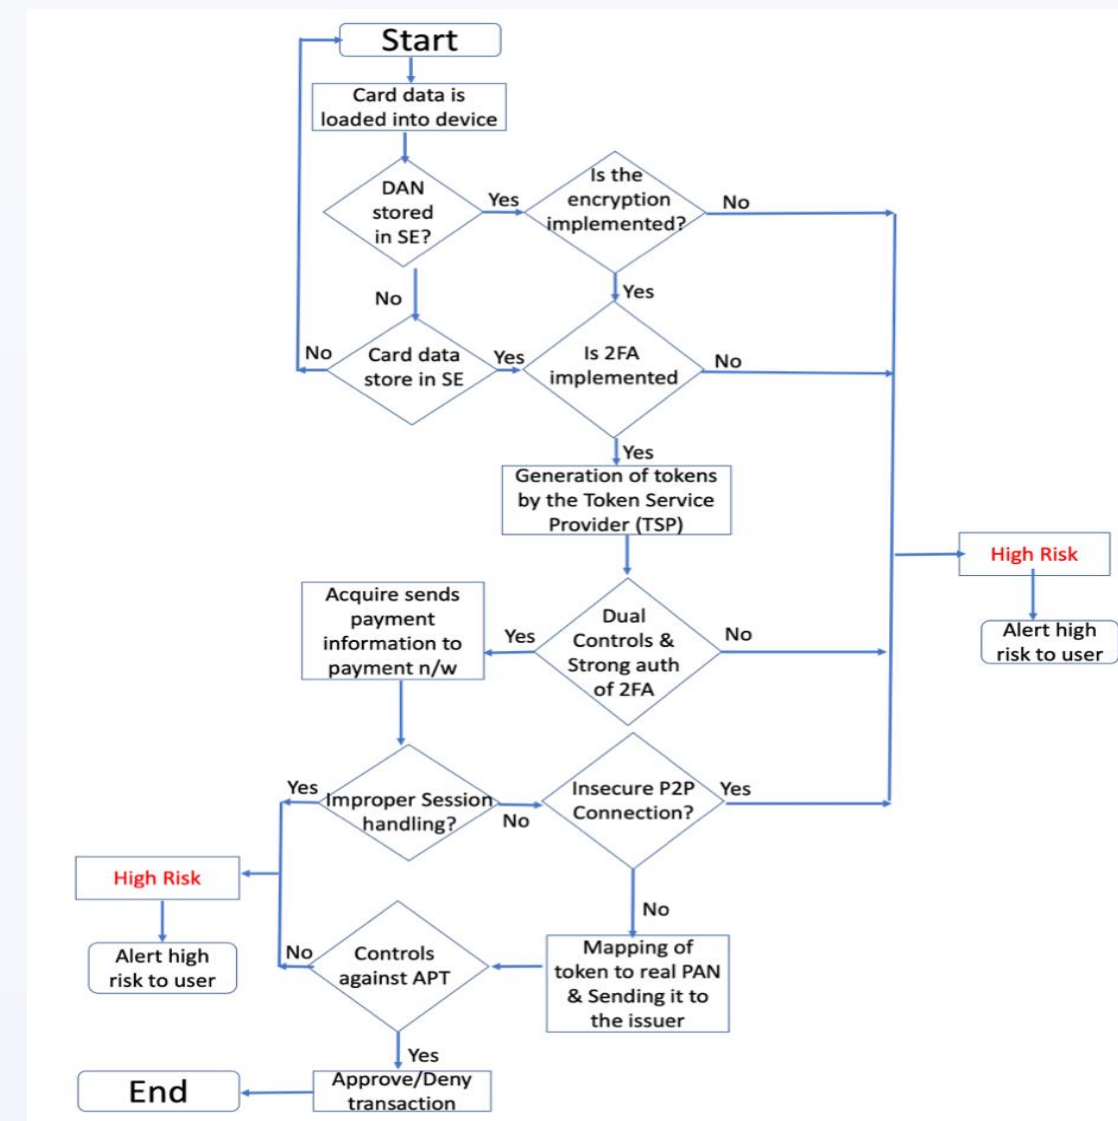 Start
Card data is
loaded into device
DAN
stored
in SE?
Yes
Is the
encryption
implemented?
No
No
Yes
No
Card data
store in SE
Yes
Is 2FA
implemented
No
Yes
Generation of tokens
by the Token Service
Provider (TSP)
High Risk
Alert high
risk to user
Acquire sends
payment
information to
payment n/w
Yes
Dual
Controls &
Strong auth
of 2FA
No
Yes
Improper Session
handling?
No
Insecure P2P
Connection?
Yes
High Risk
Alert high
risk to user
No
No
Controls
against APT
Mapping of
token to real PAN
& Sending it to
the issuer
Yes
Approve/Deny
transaction
End